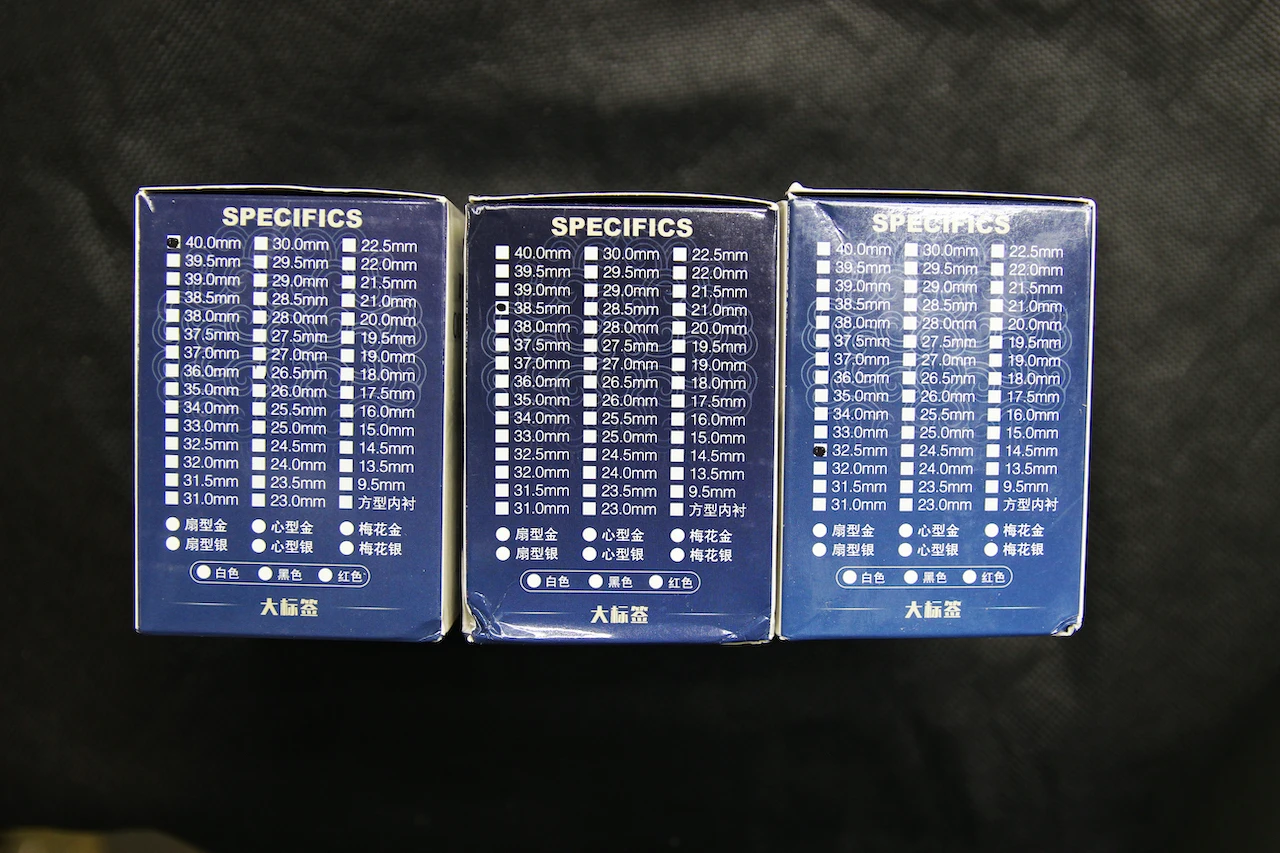 SPECIFICS
40.0mm 30.0mm 22.5mm
39.5mm 29.5mm 22.0mm
39.0mm 29.0mm 21.5mm
38.5mm 28.5mm 21.0mm
38.0mm 28.0mm 20.0mm
37.5mm 27.5mm 19.5mm
37.0mm 27.0mm 19.0mm
36.0mm 26.5mm 18.0mm
35.0mm 26.0mm 17.5mm
34.0mm 25.5mm 16.0mm
33.0mm 25.0mm 15.0mm
32.5mm 24.5mm 14.5mm
32.0mm 24.0mm 13.5mm
31.5mm 23.5mm 9.5mm
31.0mm 23.0mm 方型内衬
扇型金 心型金 梅花金
扇型银 心型银 梅花银
白色 黑色 红色
大标签
SPECIFICS
40.0mm 30.0mm 22.5mm
39.5mm 29.5mm 22.0mm
39.0mm 29.0mm 21.5mm
38.5mm 28.5mm 21.0mm
38.0mm 28.0mm 20.0mm
37.5mm 27.5mm 19.5mm
37.0mm 27.0mm 19.0mm
36.0mm 26.5mm 18.0mm
35.0mm 26.0mm 17.5mm
34.0mm 25.5mm 16.0mm
33.0mm 25.0mm 15.0mm
32.5mm 24.5mm 14.5mm
32.0mm 24.0mm 13.5mm
31.5mm 23.5mm 9.5mm
31.0mm 23.0mm 方型内衬
扇型金 心型金 梅花金
扇型银 心型银 梅花银
白色 黑色 红色
大标签
SPECIFICS
40.0mm 30.0mm 22.5mm
39.5mm 29.5mm 22.0mm
39.0mm 29.0mm 21.5mm
38.5mm 28.5mm 21.0mm
38.0mm 28.0mm 20.0mm
37.5mm 27.5mm 19.5mm
37.0mm 27.0mm 19.0mm
36.0mm 26.5mm 18.0mm
35.0mm 26.0mm 17.5mm
34.0mm 25.5mm 16.0mm
33.0mm 25.0mm 15.0mm
32.5mm 24.5mm 14.5mm
32.0mm 24.0mm 13.5mm
31.5mm 23.5mm 9.5mm
31.0mm 23.0mm 方型内衬
扇型金 心型金 梅花金
扇型银 心型银 梅花银
白色 黑色 红色
大标签